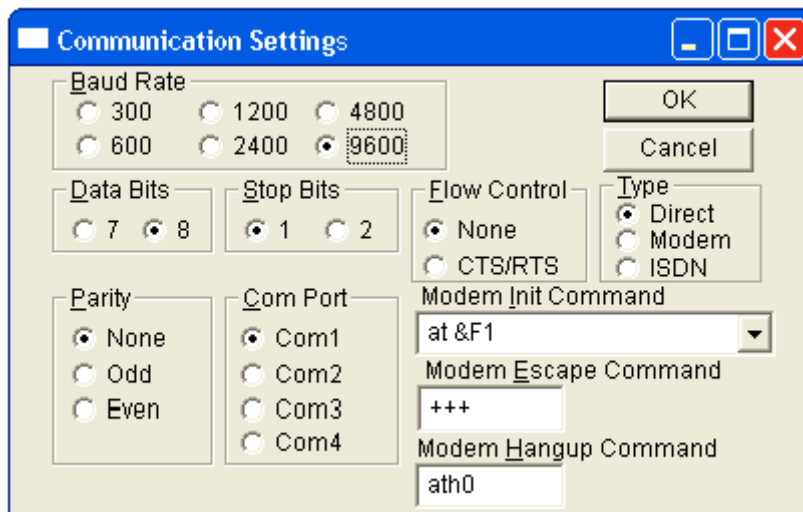 Communication Settings
Baud Rate
300 1200 4800
600 2400 9600
OK
Cancel
Data Bits
7 8
Stop Bits
1 2
Flow Control
None
CTS/RTS
Type
Direct
Modem
ISDN
Parity
None
Odd
Even
Com Port
Com1
Com2
Com3
Com4
Modem Init Command
at &F1
Modem Escape Command
+++
Modem Hangup Command
ath0